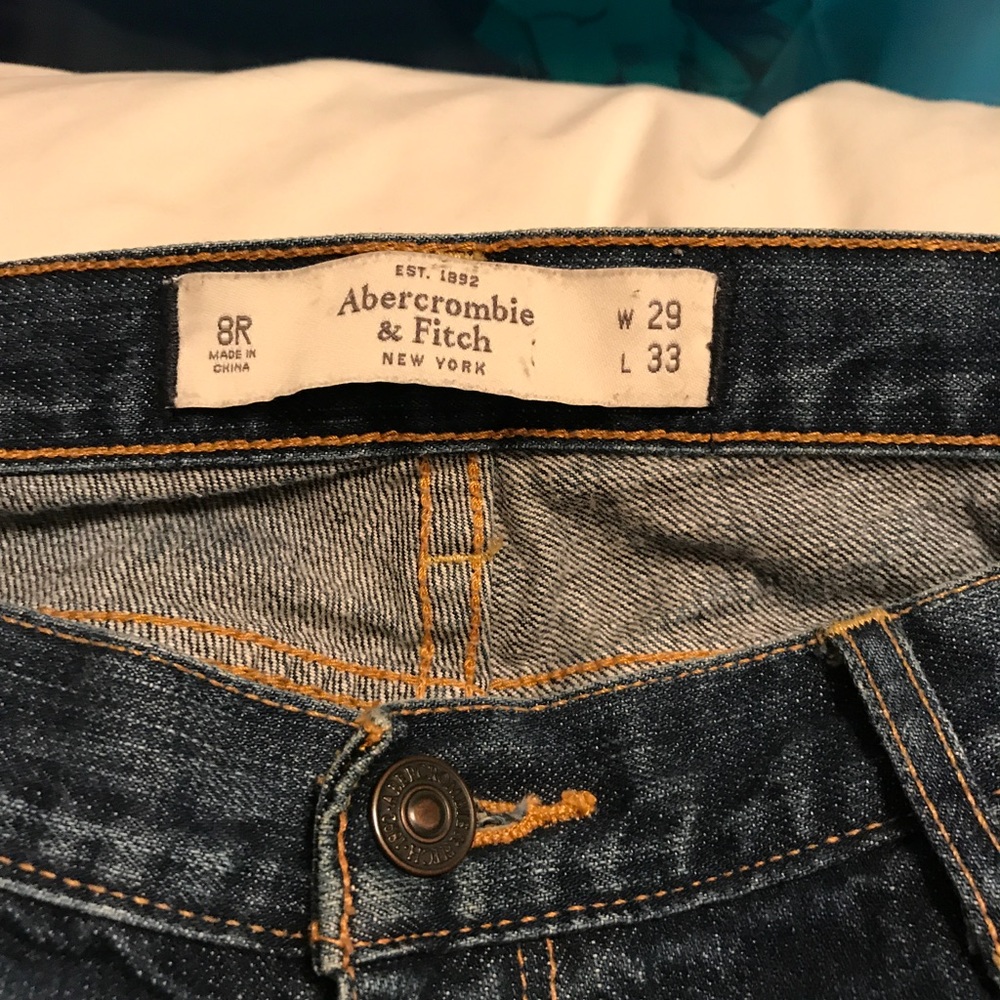 EST. 1892
Abercrombie
& Fitch
NEW YORK
8R
MADE IN
CHINA
W 29
L 33